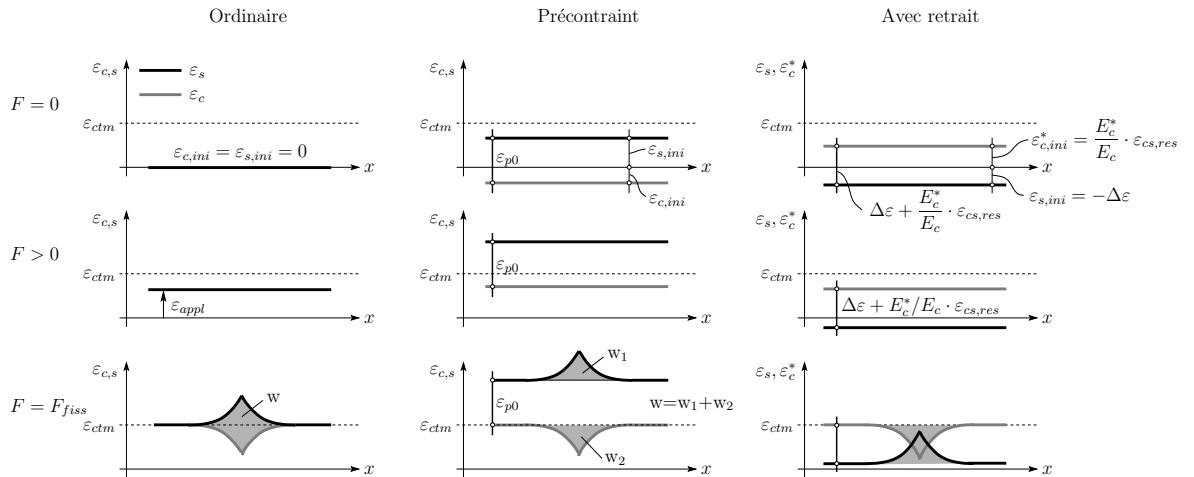 Ordinaire Précontraint Avec retrait
F = 0
ε_{c,s}
ε_s
ε_c
ε_{ctm}
ε_{c,ini} = ε_{s,ini} = 0
x
ε_{c,s}
ε_{ctm}
ε_{p0}
ε_{s,ini}
x
ε_{c,ini}
ε_s, ε_c^*
ε_{ctm}
ε_{c,ini}^* = \frac{E_c^*}{E_c} · ε_{cs,res}
x
ε_{s,ini} = −Δε
Δε + \frac{E_c^*}{E_c} · ε_{cs,res}
F > 0
ε_{c,s}
ε_{ctm}
ε_{appl}
x
ε_{c,s}
ε_{ctm}
ε_{p0}
x
ε_s, ε_c^*
ε_{ctm}
Δε + E_c^*/E_c · ε_{cs,res}
x
F = F_{fiss}
ε_{c,s}
w
ε_{ctm}
x
ε_{c,s}
w_1
ε_{p0}
w=w_1+w_2
ε_{ctm}
w_2
x
ε_s, ε_c^*
ε_{ctm}
x